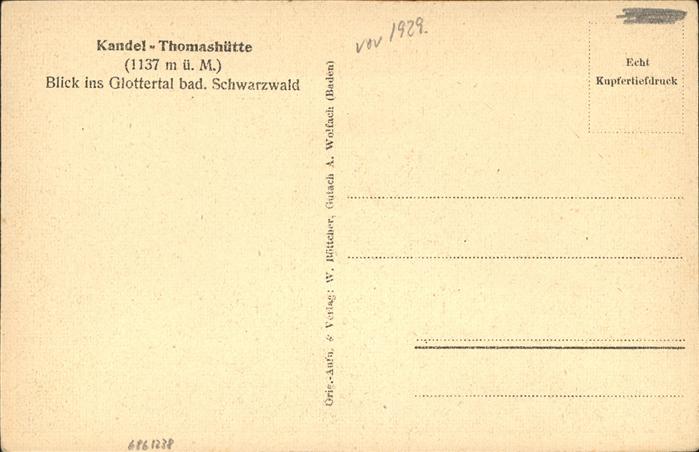 Kandel - Thomashütte
(1137 m ü. M.)
Blick ins Glottertal bad. Schwarzwald
Orig.-Aufn. & Verlag: W. Böttcher, Gutach A. Wolfach (Baden)
vor 1929.
Echt
Kupfertiefdruck
6861238